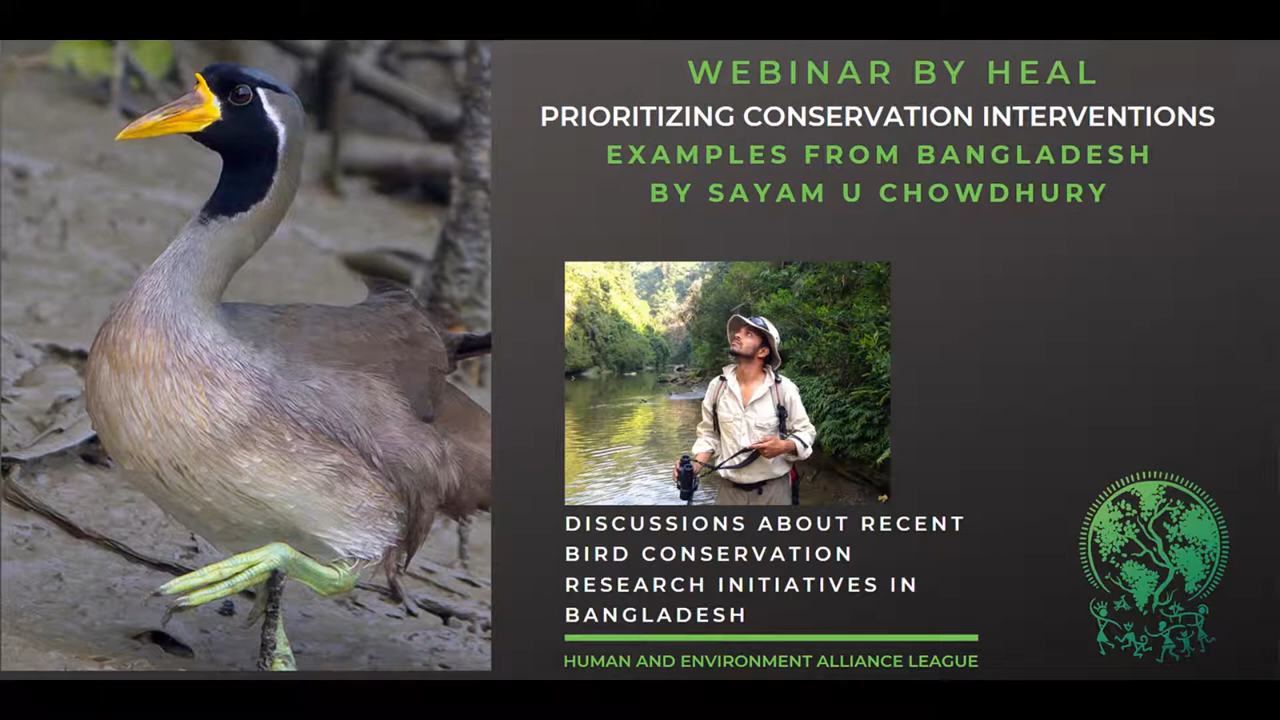 WEBINAR BY HEAL
PRIORITIZING CONSERVATION INTERVENTIONS
EXAMPLES FROM BANGLADESH
BY SAYAM U CHOWDHURY
DISCUSSIONS ABOUT RECENT
BIRD CONSERVATION
RESEARCH INITIATIVES IN
BANGLADESH
HUMAN AND ENVIRONMENT ALLIANCE LEAGUE